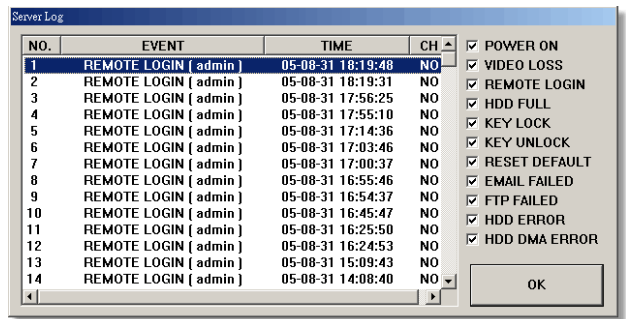 Server Log
NO. EVENT TIME CH
1 REMOTE LOGIN ( admin ) 05-08-31 18:19:48 NO
2 REMOTE LOGIN ( admin ) 05-08-31 18:19:31 NO
3 REMOTE LOGIN ( admin ) 05-08-31 17:56:25 NO
4 REMOTE LOGIN ( admin ) 05-08-31 17:55:10 NO
5 REMOTE LOGIN ( admin ) 05-08-31 17:14:36 NO
6 REMOTE LOGIN ( admin ) 05-08-31 17:03:46 NO
7 REMOTE LOGIN ( admin ) 05-08-31 17:00:37 NO
8 REMOTE LOGIN ( admin ) 05-08-31 16:55:46 NO
9 REMOTE LOGIN ( admin ) 05-08-31 16:54:37 NO
10 REMOTE LOGIN ( admin ) 05-08-31 16:45:47 NO
11 REMOTE LOGIN ( admin ) 05-08-31 16:25:50 NO
12 REMOTE LOGIN ( admin ) 05-08-31 16:24:53 NO
13 REMOTE LOGIN ( admin ) 05-08-31 15:09:43 NO
14 REMOTE LOGIN ( admin ) 05-08-31 14:08:40 NO
POWER ON
VIDEO LOSS
REMOTE LOGIN
HDD FULL
KEY LOCK
KEY UNLOCK
RESET DEFAULT
EMAIL FAILED
FTP FAILED
HDD ERROR
HDD DMA ERROR
OK